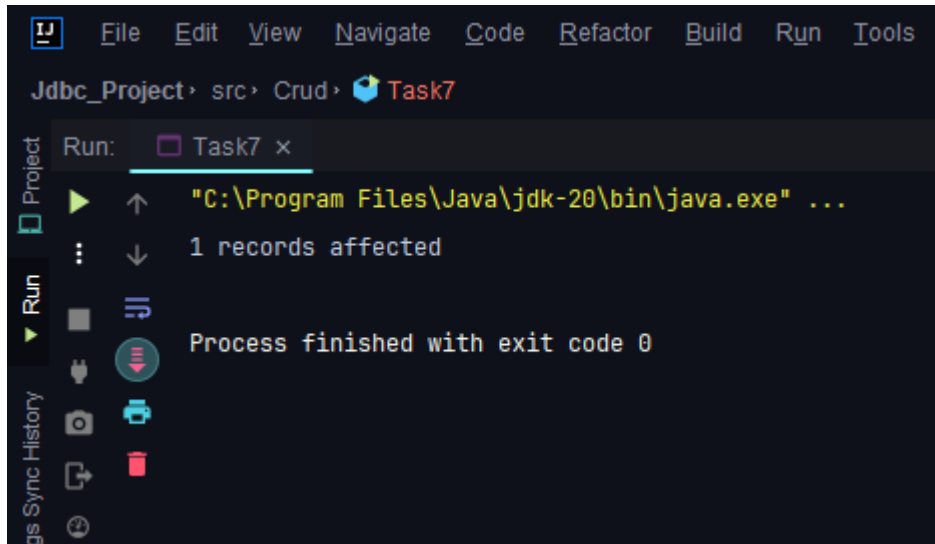 IJ File Edit View Navigate Code Refactor Build Run Tools
Jdbc_Project › src › Crud › Task7
Project
Run: Task7 ×
"C:\Program Files\Java\jdk-20\bin\java.exe" ...
1 records affected
Run
Process finished with exit code 0
gs Sync History